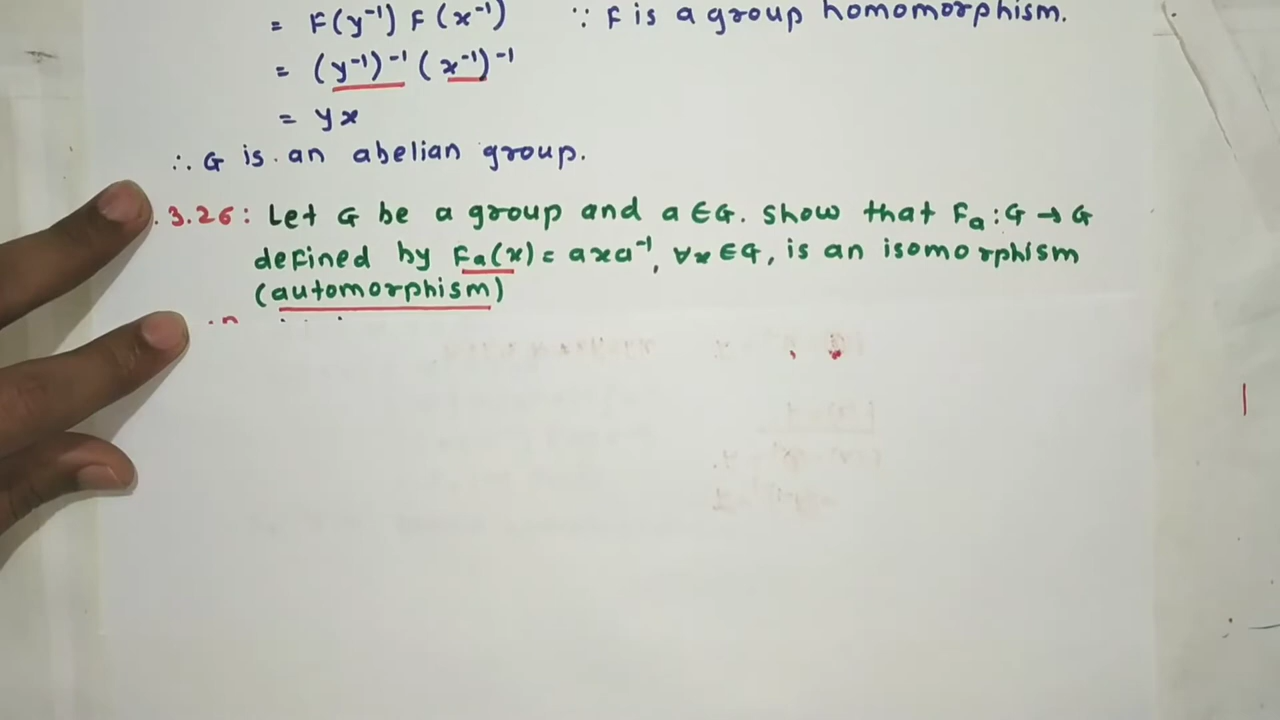 = F(y⁻¹) F(x⁻¹) ∵ F is a group homomorphism.
= (y⁻¹)⁻¹ (x⁻¹)⁻¹
= yx
∴ G is an abelian group.
.3.26: Let G be a group and a ∈ G. Show that Fₐ : G → G
defined by Fₐ(x) = axa⁻¹, ∀x ∈ G, is an isomorphism
(automorphism)